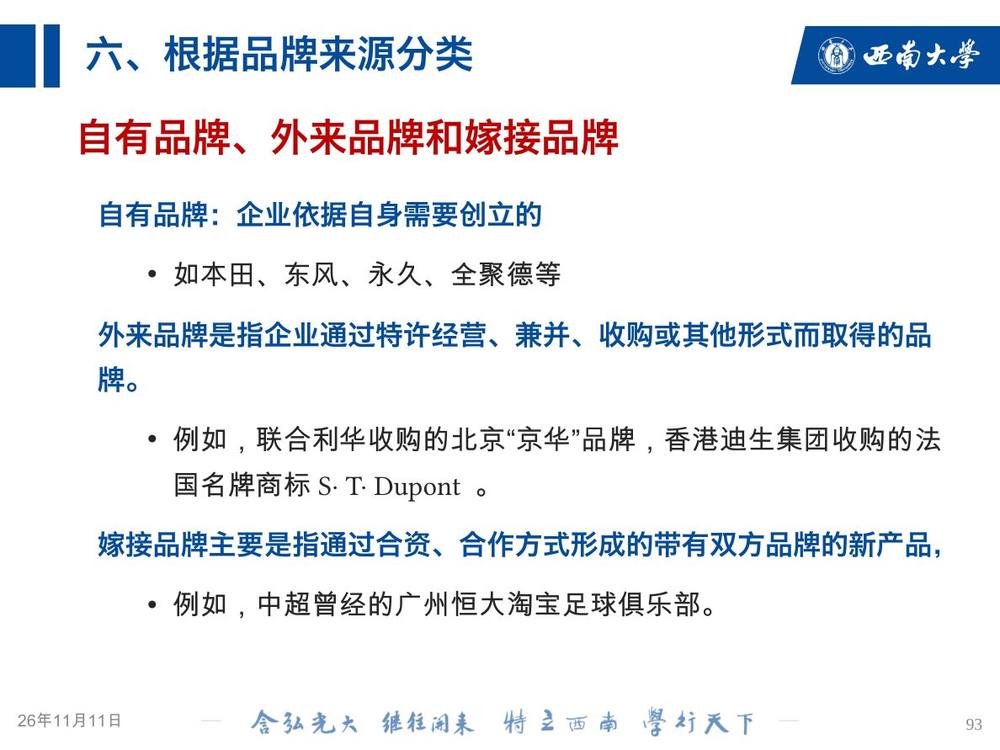 六、根据品牌来源分类
西南大学
自有品牌、外来品牌和嫁接品牌
自有品牌：企业依据自身需要创立的
• 如本田、东风、永久、全聚德等
外来品牌是指企业通过特许经营、兼并、收购或其他形式而取得的品
牌。
• 例如，联合利华收购的北京“京华”品牌，香港迪生集团收购的法
国名牌商标 S· T· Dupont 。
嫁接品牌主要是指通过合资、合作方式形成的带有双方品牌的新产品,
• 例如，中超曾经的广州恒大淘宝足球俱乐部。
26年11月11日
含弘光大 继往开来 特立西南 學行天下
93